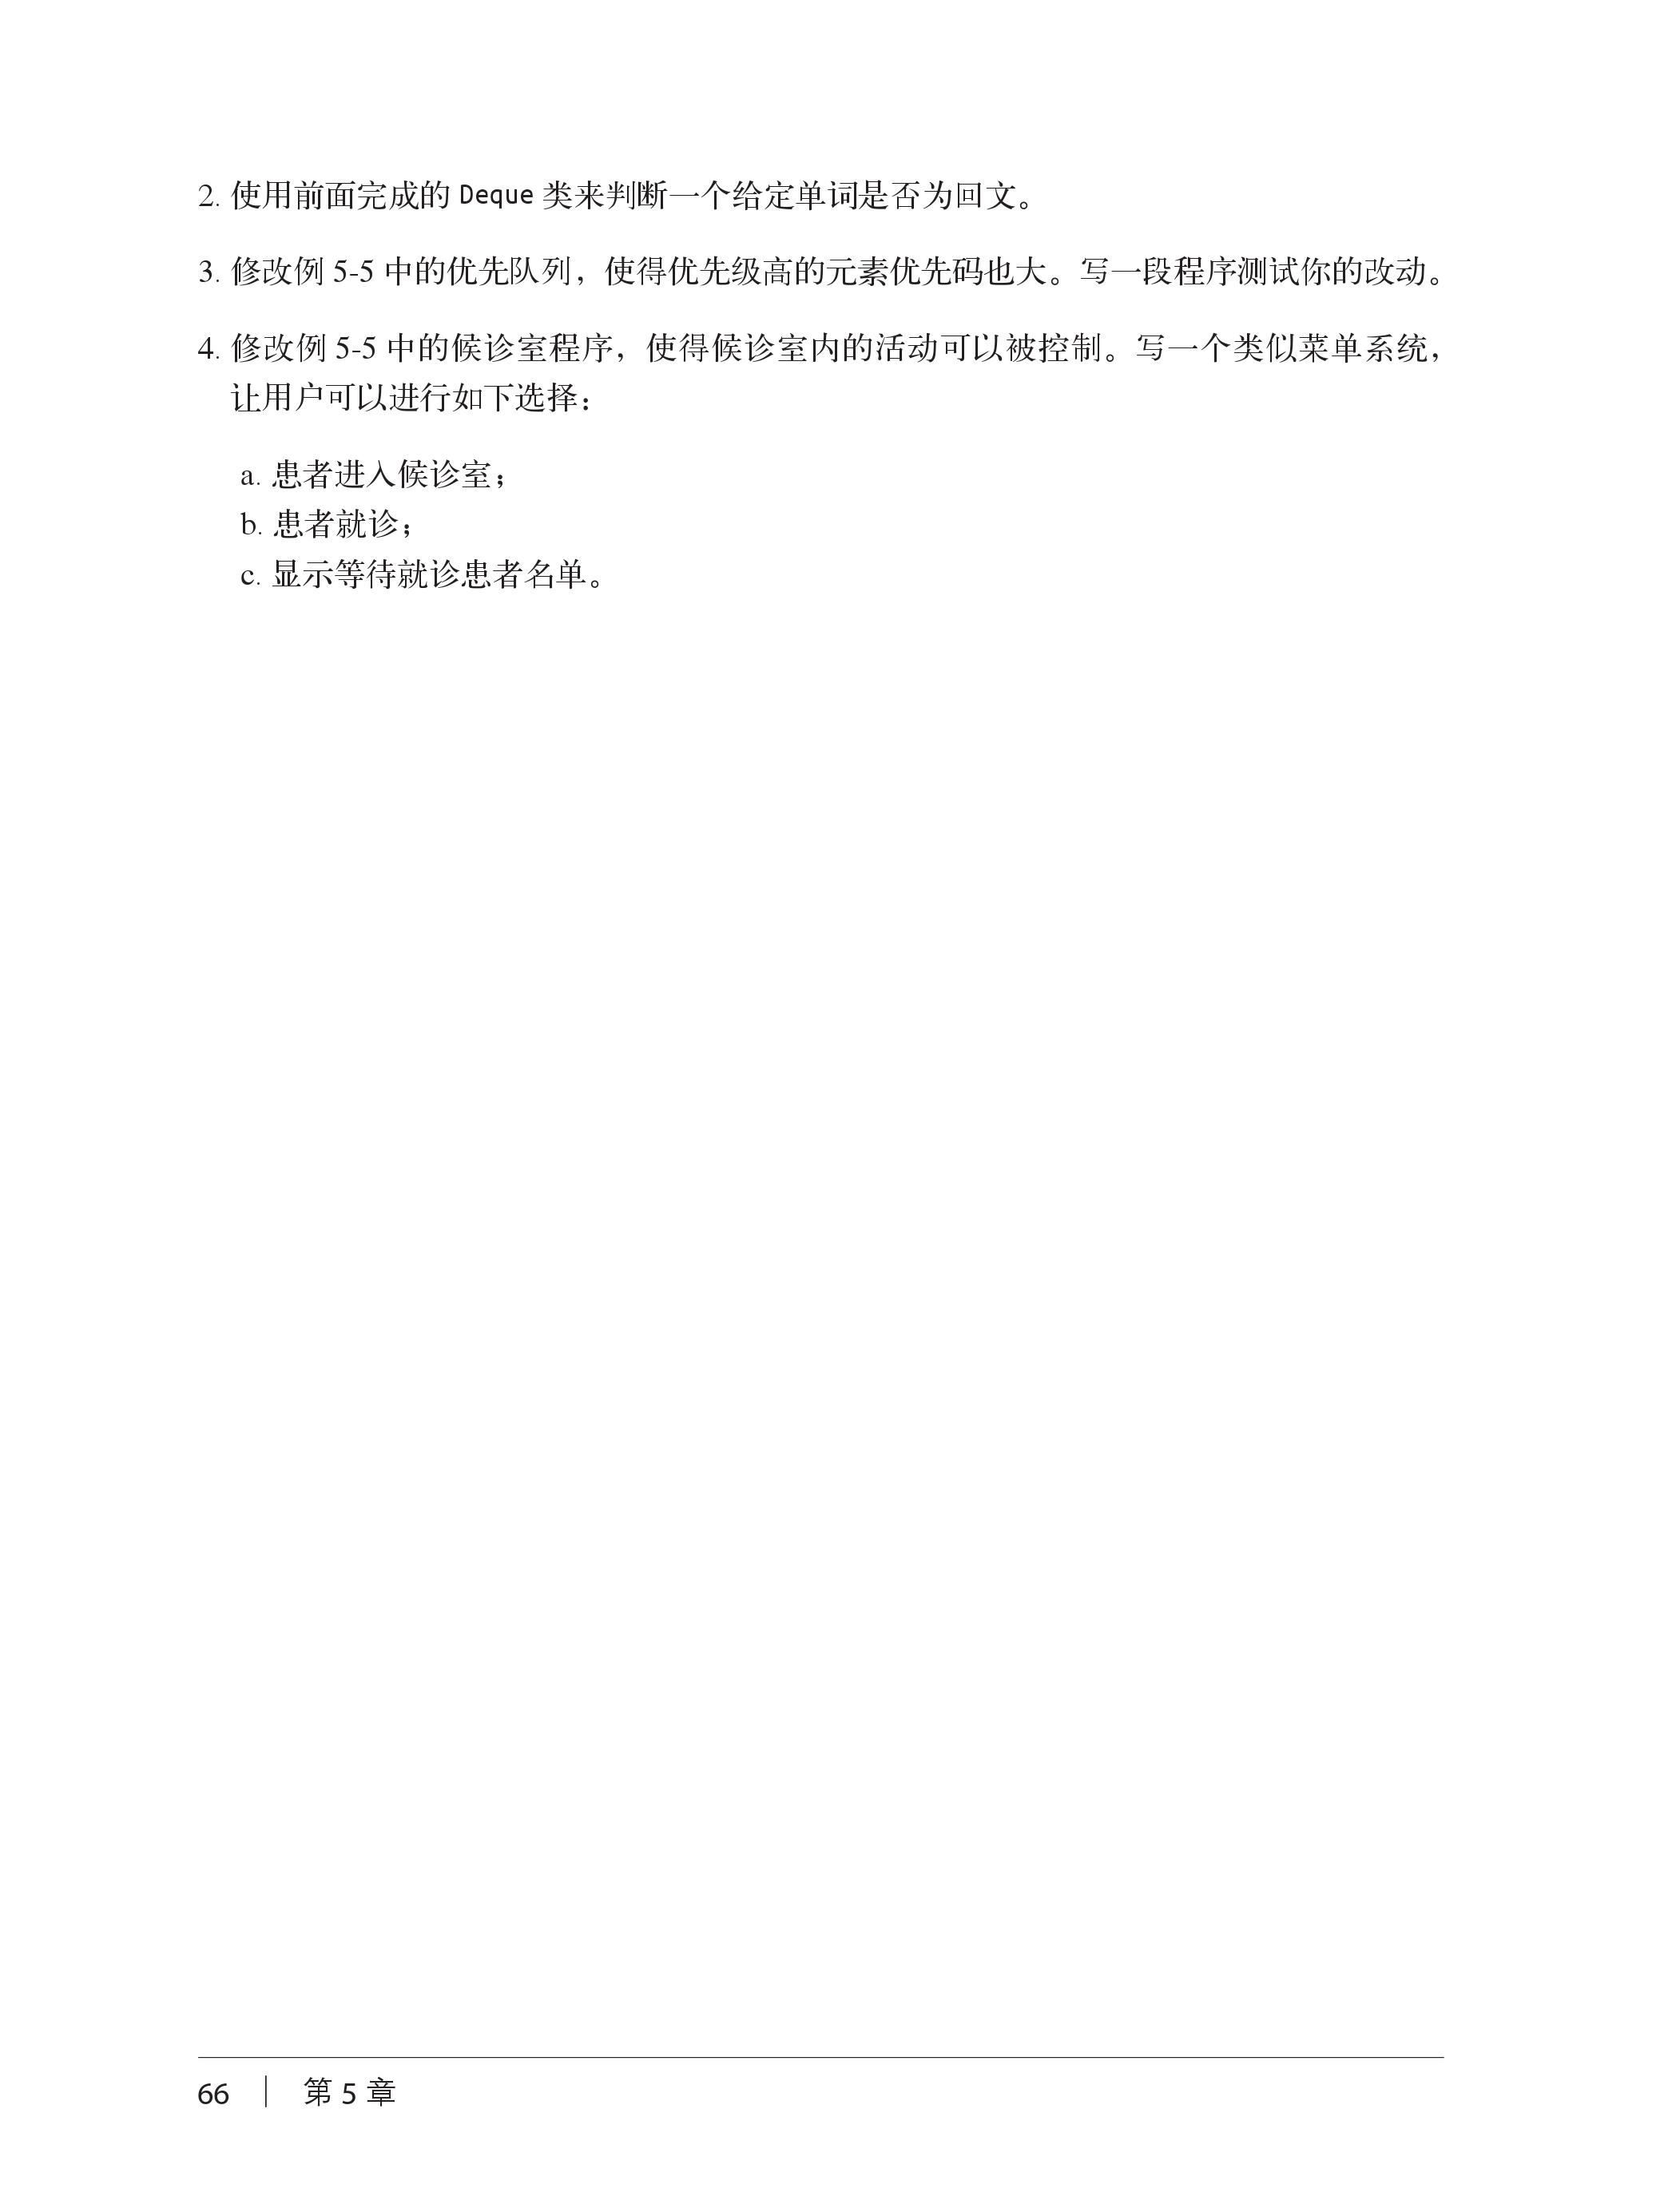 2. 使用前面完成的 Deque 类来判断一个给定单词是否为回文。
3. 修改例 5-5 中的优先队列，使得优先级高的元素优先码也大。写一段程序测试你的改动。
4. 修改例 5-5 中的候诊室程序，使得候诊室内的活动可以被控制。写一个类似菜单系统，
让用户可以进行如下选择：
a. 患者进入候诊室；
b. 患者就诊；
c. 显示等待就诊患者名单。
66 | 第 5 章